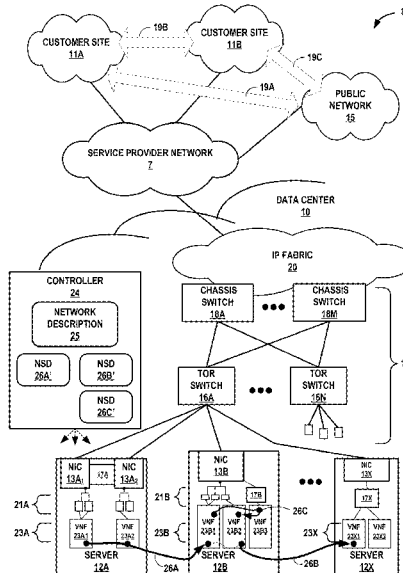 8
19B
CUSTOMER SITE
11A
CUSTOMER SITE
11B
19C
19A
PUBLIC
NETWORK
15
SERVICE PROVIDER NETWORK
7
DATA CENTER
10
IP FABRIC
20
CONTROLLER
24
NETWORK
DESCRIPTION
25
NSD
26A'
NSD
26B'
NSD
26C'
CHASSIS
SWITCH
18A
CHASSIS
SWITCH
18M
TOR
SWITCH
16A
TOR
SWITCH
16N
NIC
13A1
17A
NIC
13A2
NIC
13B
NIC
13X
21A
21B
17B
26C
17X
23A
VNF
23A1
VNF
23A2
23B
VNF
23B1
VNF
23B2
VNF
23B3
23X
VNF
23X1
VNF
23X2
SERVER
12A
26A
SERVER
12B
26B
SERVER
12X